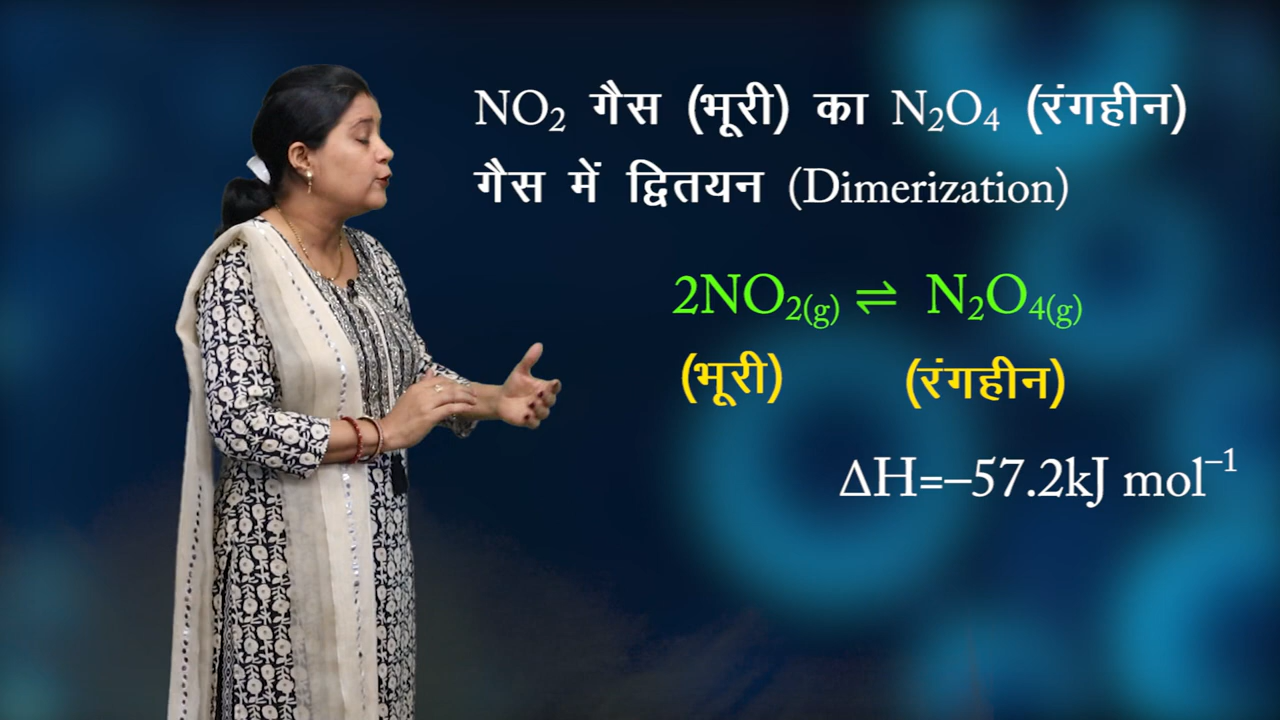 NO₂ गैस (भूरी) का N₂O₄ (रंगहीन)
गैस में द्वितयन (Dimerization)
2NO₂(g) ⇌ N₂O₄(g)
(भूरी) (रंगहीन)
ΔH=–57.2kJ mol⁻¹